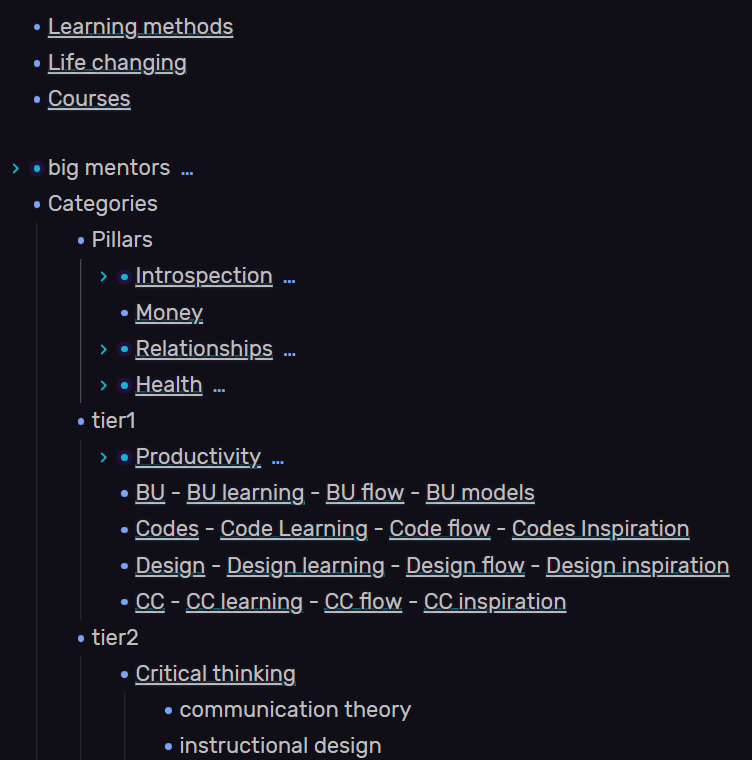 Learning methods
Life changing
Courses
big mentors ...
Categories
Pillars
Introspection ...
Money
Relationships ...
Health ...
tier1
Productivity ...
BU - BU learning - BU flow - BU models
Codes - Code Learning - Code flow - Codes Inspiration
Design - Design learning - Design flow - Design inspiration
CC - CC learning - CC flow - CC inspiration
tier2
Critical thinking
communication theory
instructional design